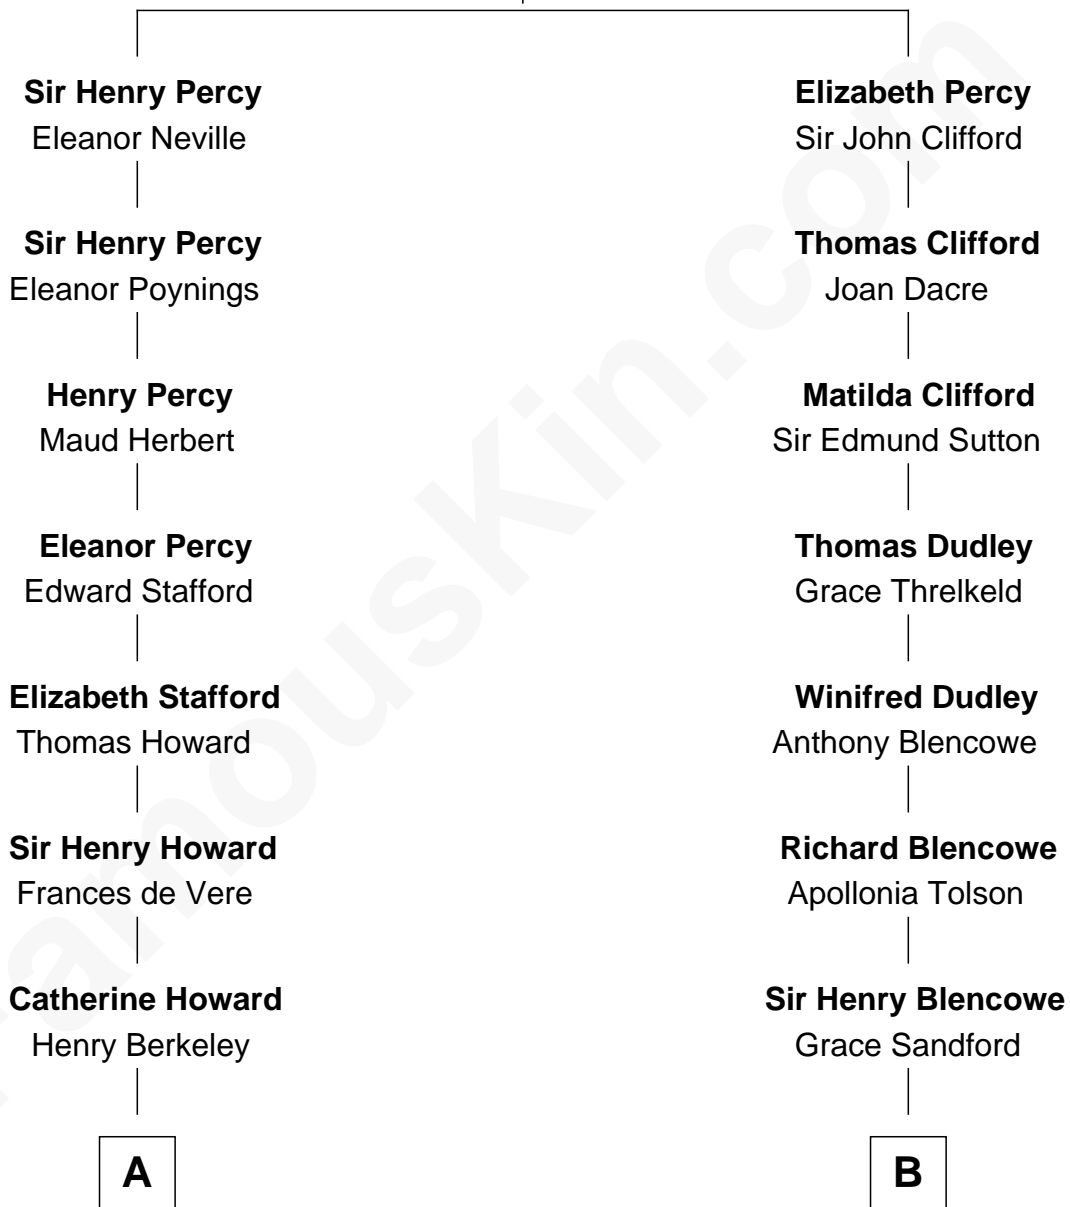 Sir Henry Percy
Eleanor Neville
Sir Henry Percy
Eleanor Poynings
Henry Percy
Maud Herbert
Eleanor Percy
Edward Stafford
Elizabeth Stafford
Thomas Howard
Sir Henry Howard
Frances de Vere
Catherine Howard
Henry Berkeley
A
Elizabeth Percy
Sir John Clifford
Thomas Clifford
Joan Dacre
Matilda Clifford
Sir Edmund Sutton
Thomas Dudley
Grace Threlkeld
Winifred Dudley
Anthony Blencowe
Richard Blencowe
Apollonia Tolson
Sir Henry Blencowe
Grace Sandford
B
FamousKin.com